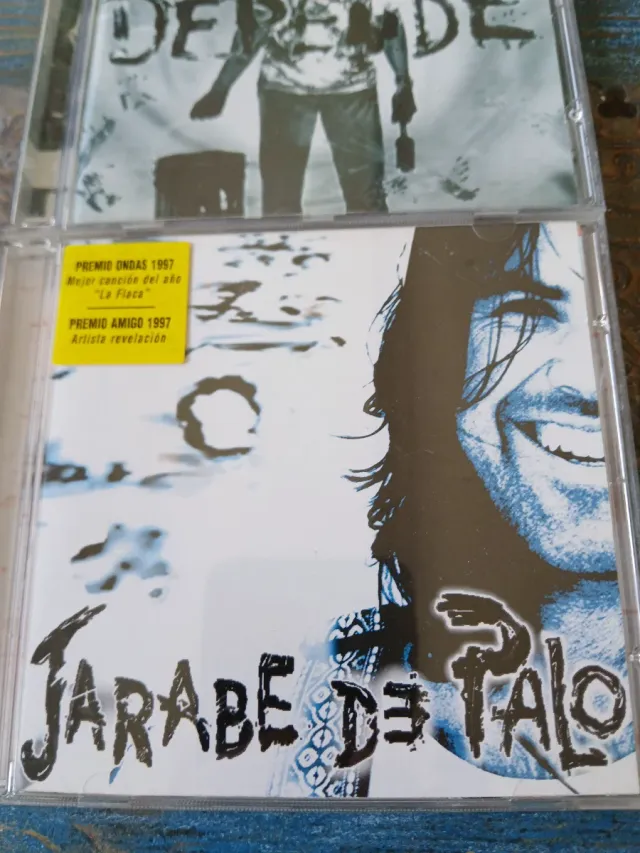 DEPENDE
PREMIO ONDAS 1997
Mejor canción del año
"La Flaca"
PREMIO AMIGO 1997
Artista revelación
JARABE DE PALO